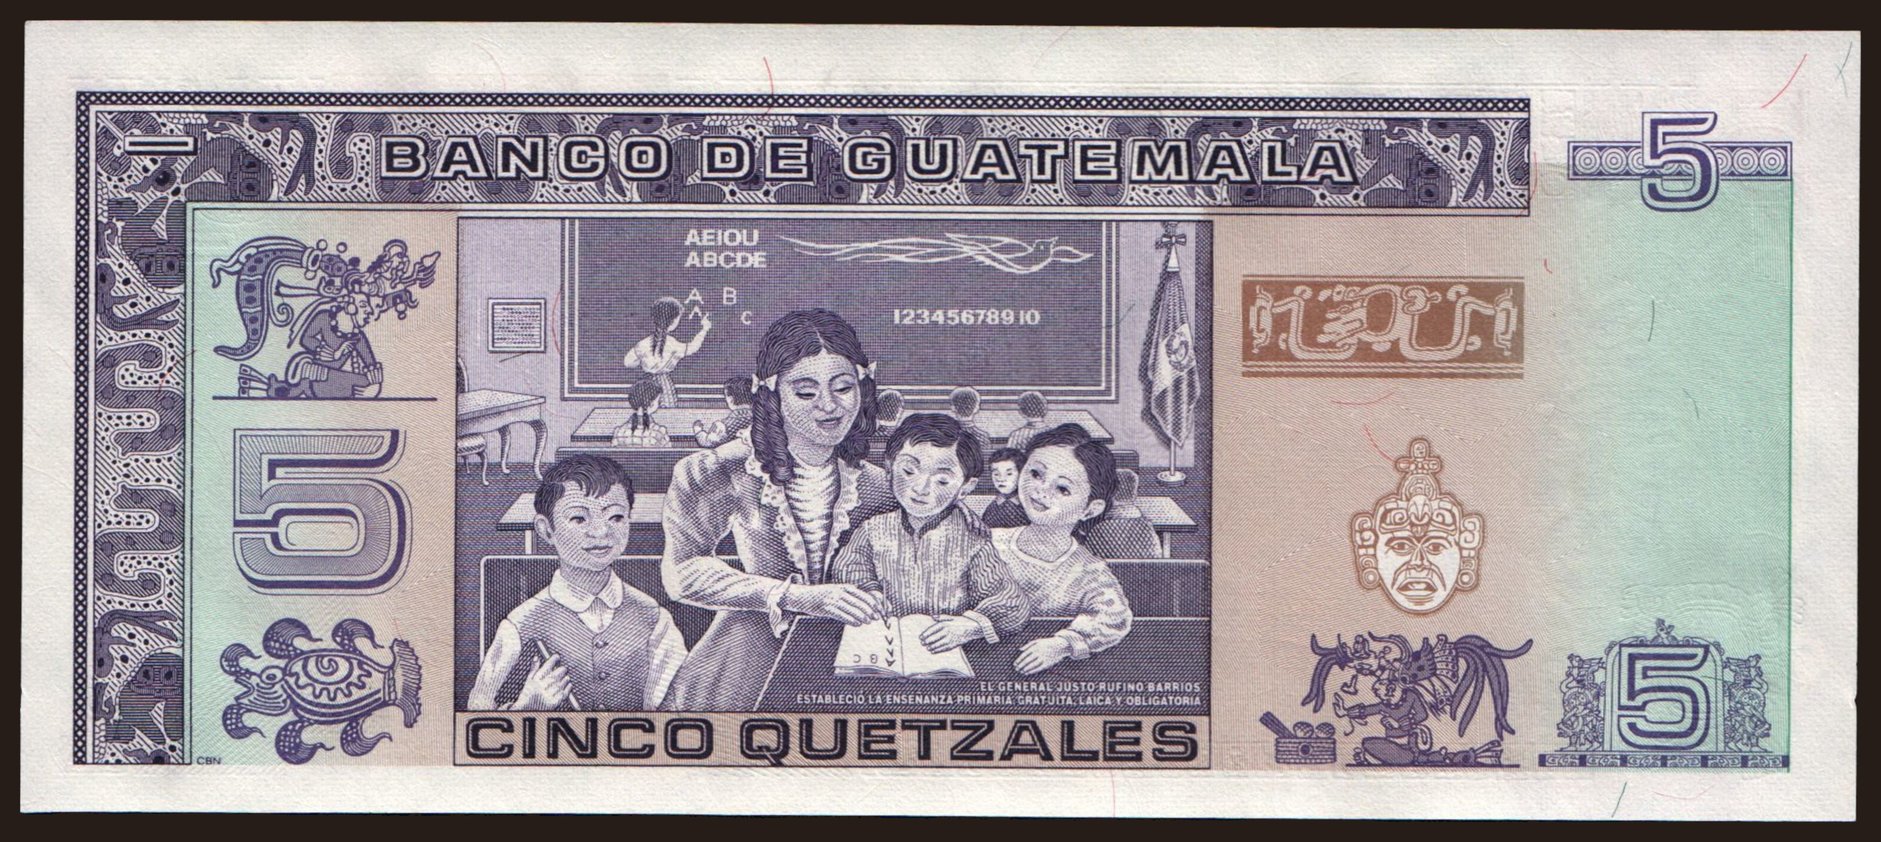 BANCO DE GUATEMALA
5
AEIOU
ABCDE
A B
A C
12345678910
5
C B
EL GENERAL JUSTO RUFINO BARRIOS
ESTABLECIÓ LA ENSENANZA PRIMARIA GRATUITA, LAICA Y OBLIGATORIA
5
CINCO QUETZALES
CBN